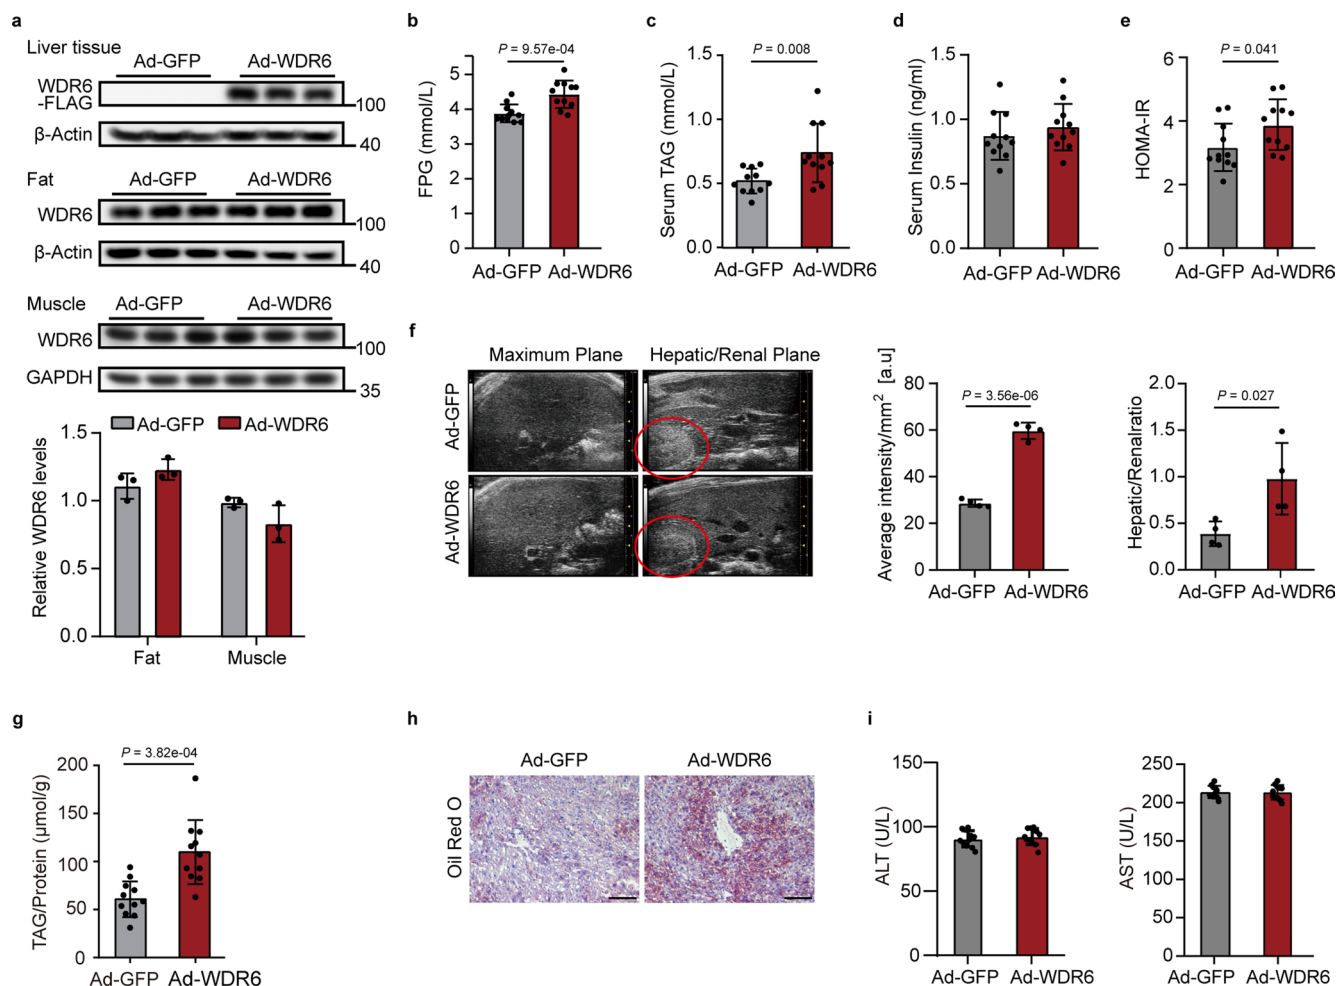 a
Liver tissue
Ad-GFP Ad-WDR6
WDR6
-FLAG
100
β-Actin
40
Fat
Ad-GFP Ad-WDR6
WDR6
100
β-Actin
40
Muscle
Ad-GFP Ad-WDR6
WDR6
100
GAPDH
35
Ad-GFP Ad-WDR6
Relative WDR6 levels
1.5
1.0
0.5
0.0
Fat Muscle
b
P = 9.57e-04
FPG (mmol/L)
5
4
3
2
1
0
Ad-GFP Ad-WDR6
c
P = 0.008
Serum TAG (mmol/L)
1.5
1.0
0.5
0.0
Ad-GFP Ad-WDR6
d
Serum Insulin (ng/ml)
1.5
1.0
0.5
0.0
Ad-GFP Ad-WDR6
e
P = 0.041
HOMA-IR
6
4
2
0
Ad-GFP Ad-WDR6
f
Maximum Plane Hepatic/Renal Plane
Ad-GFP
Ad-WDR6
Average intensity/mm² [a.u]
80
60
40
20
0
P = 3.56e-06
Ad-GFP Ad-WDR6
Hepatic/Renalratio
2.0
1.5
1.0
0.5
0.0
P = 0.027
Ad-GFP Ad-WDR6
g
P = 3.82e-04
TAG/Protein (μmol/g)
200
150
100
50
0
Ad-GFP Ad-WDR6
h
Ad-GFP Ad-WDR6
Oil Red O
i
ALT (U/L)
150
100
50
0
Ad-GFP Ad-WDR6
AST (U/L)
250
200
150
100
50
0
Ad-GFP Ad-WDR6